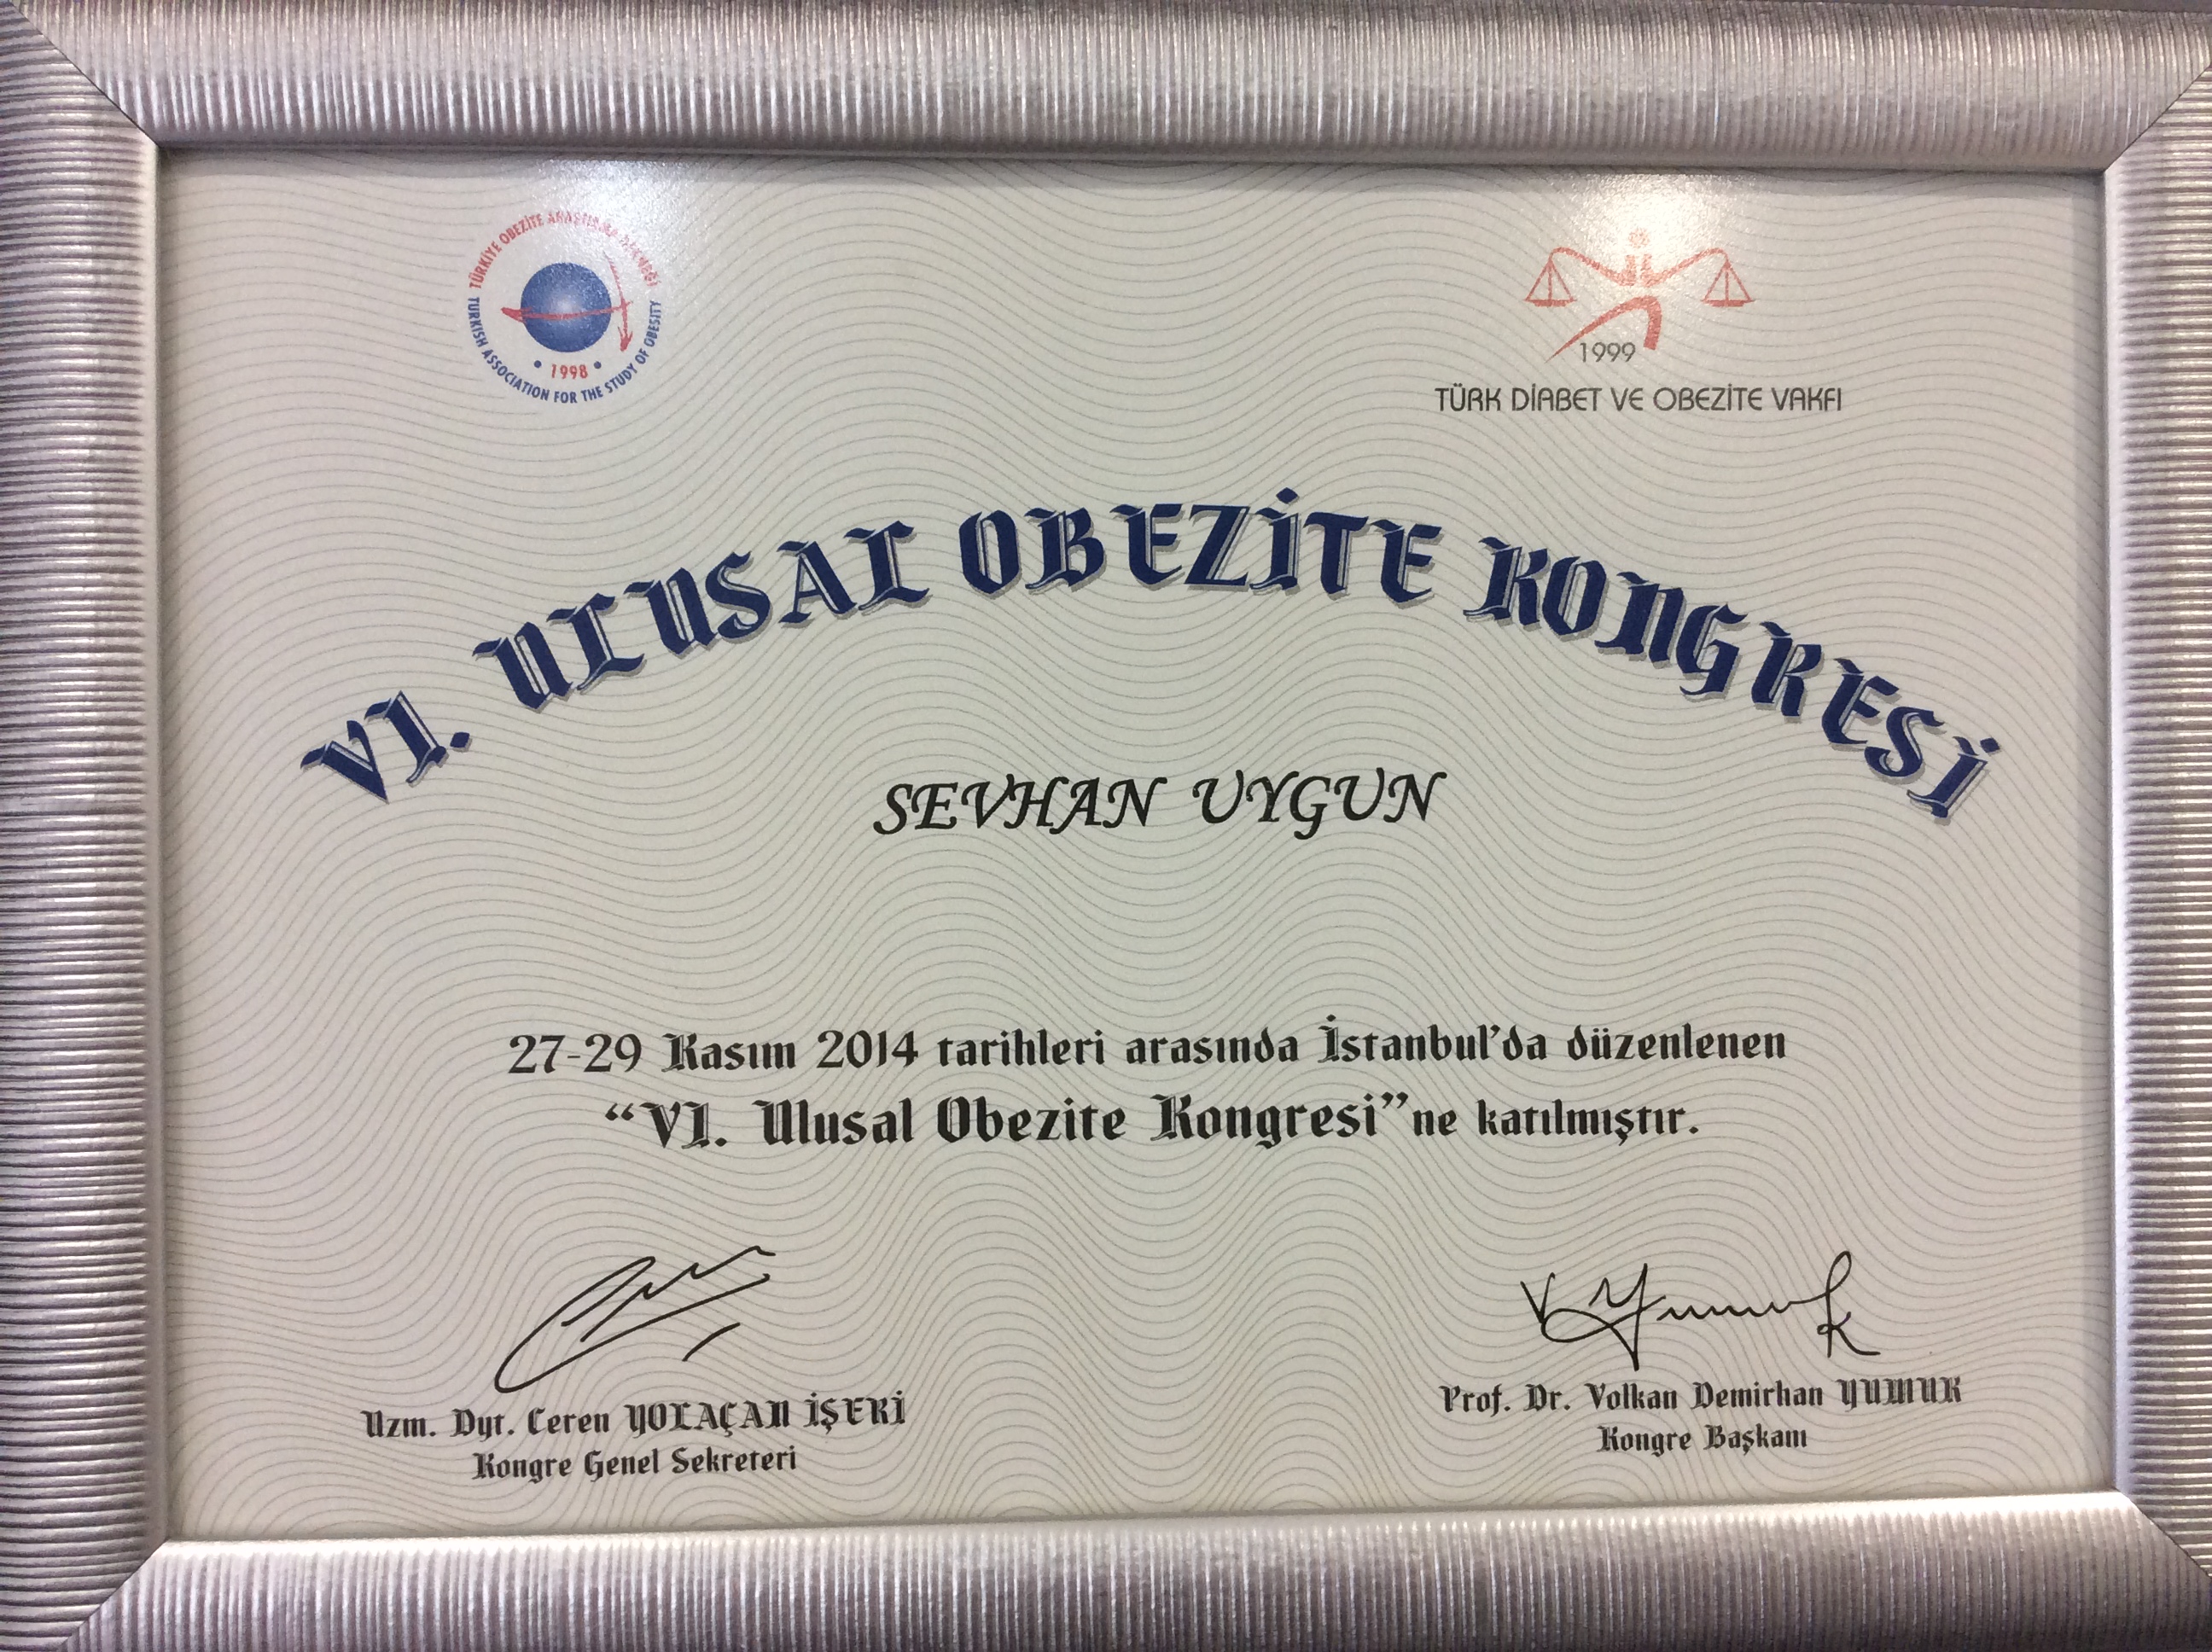 TÜRKİYE OBEZİTE ARAŞTIRMA DERNEĞİ
TURKISH ASSOCIATION FOR THE STUDY OF OBESITY
• 1998 •
1999
TÜRK DİABET VE OBEZİTE VAKFI
VI. ULUSAL OBEZİTE KONGRESİ
SEVHAN UYGUN
27-29 Kasım 2014 tarihleri arasında İstanbul'da düzenlenen
“VI. Ulusal Obezite Kongresi”ne katılmıştır.
V Yumuk
Uzm. Dyt. Ceren YOLAÇAN İŞERİ
Kongre Genel Sekreteri
Prof. Dr. Volkan Demirhan YUMUK
Kongre Başkanı